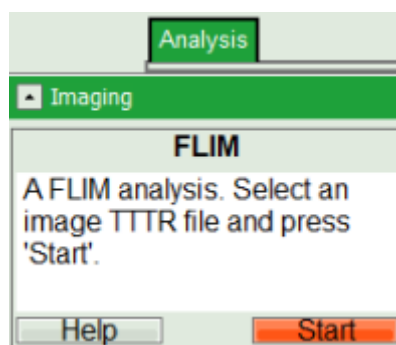 Analysis
Imaging
FLIM
A FLIM analysis. Select an
image TTTR file and press
'Start'.
Help Start